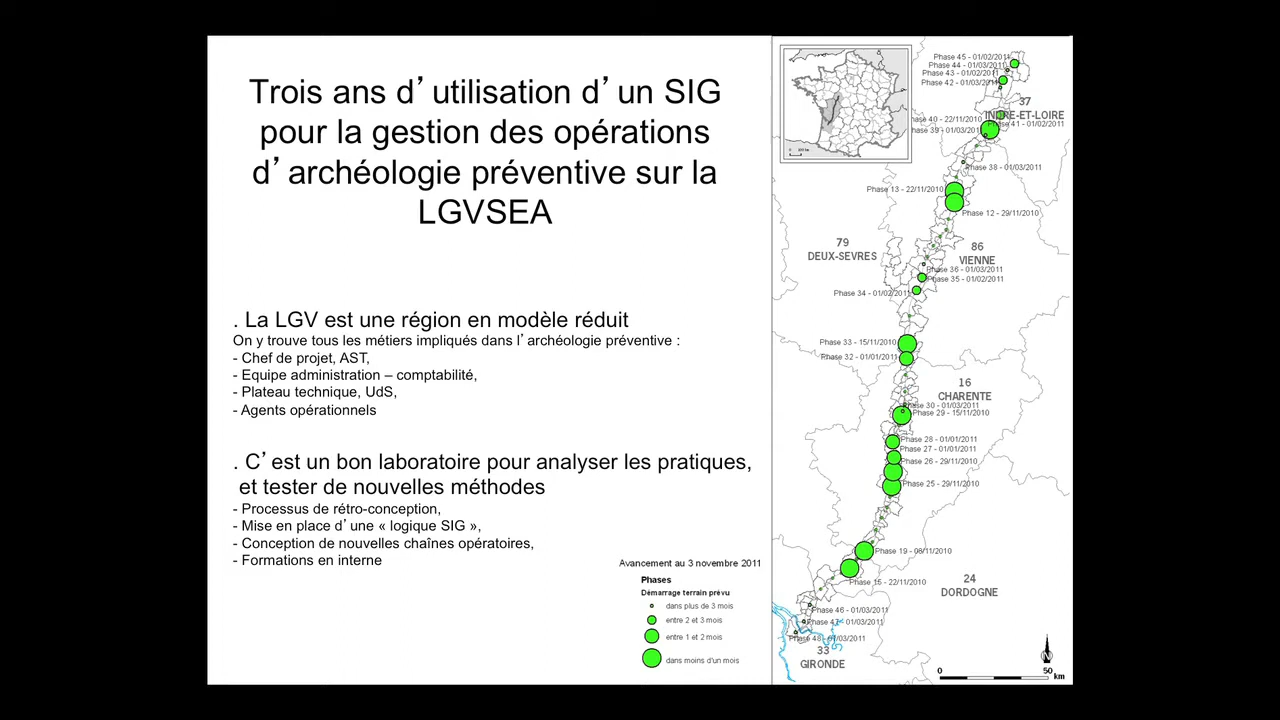 Trois ans d’utilisation d’un SIG
pour la gestion des opérations
d’archéologie préventive sur la
LGVSEA
. La LGV est une région en modèle réduit
On y trouve tous les métiers impliqués dans l’archéologie préventive :
- Chef de projet, AST,
- Equipe administration – comptabilité,
- Plateau technique, UdS,
- Agents opérationnels
. C’est un bon laboratoire pour analyser les pratiques,
et tester de nouvelles méthodes
- Processus de rétro-conception,
- Mise en place d’une « logique SIG »,
- Conception de nouvelles chaînes opératoires,
- Formations en interne
Avancement au 3 novembre 2011
Phases
Démarrage terrain prévu
dans plus de 3 mois
entre 2 et 3 mois
entre 1 et 2 mois
dans moins d'un mois
Phase 45 - 01/02/2011
Phase 44 - 01/03/2011
Phase 43 - 01/02/2011
Phase 42 - 01/03/2011
37
INDRE-ET-LOIRE
hase 40 - 22/11/2010
Phase 41 - 01/02/2011
hase 39 - 01/03/2011
Phase 38 - 01/03/2011
Phase 13 - 22/11/2010
Phase 12 - 29/11/2010
79
DEUX-SEVRES
86
VIENNE
Phase 36 - 01/03/2011
Phase 35 - 01/02/2011
Phase 34 - 01/02/2011
Phase 33 - 15/11/2010
Phase 32 - 01/01/2011
16
CHARENTE
Phase 30 - 01/03/2011
Phase 29 - 15/11/2010
Phase 28 - 01/01/2011
Phase 27 - 01/01/2011
Phase 26 - 29/11/2010
Phase 25 - 29/11/2010
Phase 19 - 08/11/2010
Phase 15 - 22/11/2010
24
DORDOGNE
Phase 46 - 01/03/2011
Phase 47 - 01/03/2011
Phase 48 - 01/03/2011
33
GIRONDE
N
0 50
km